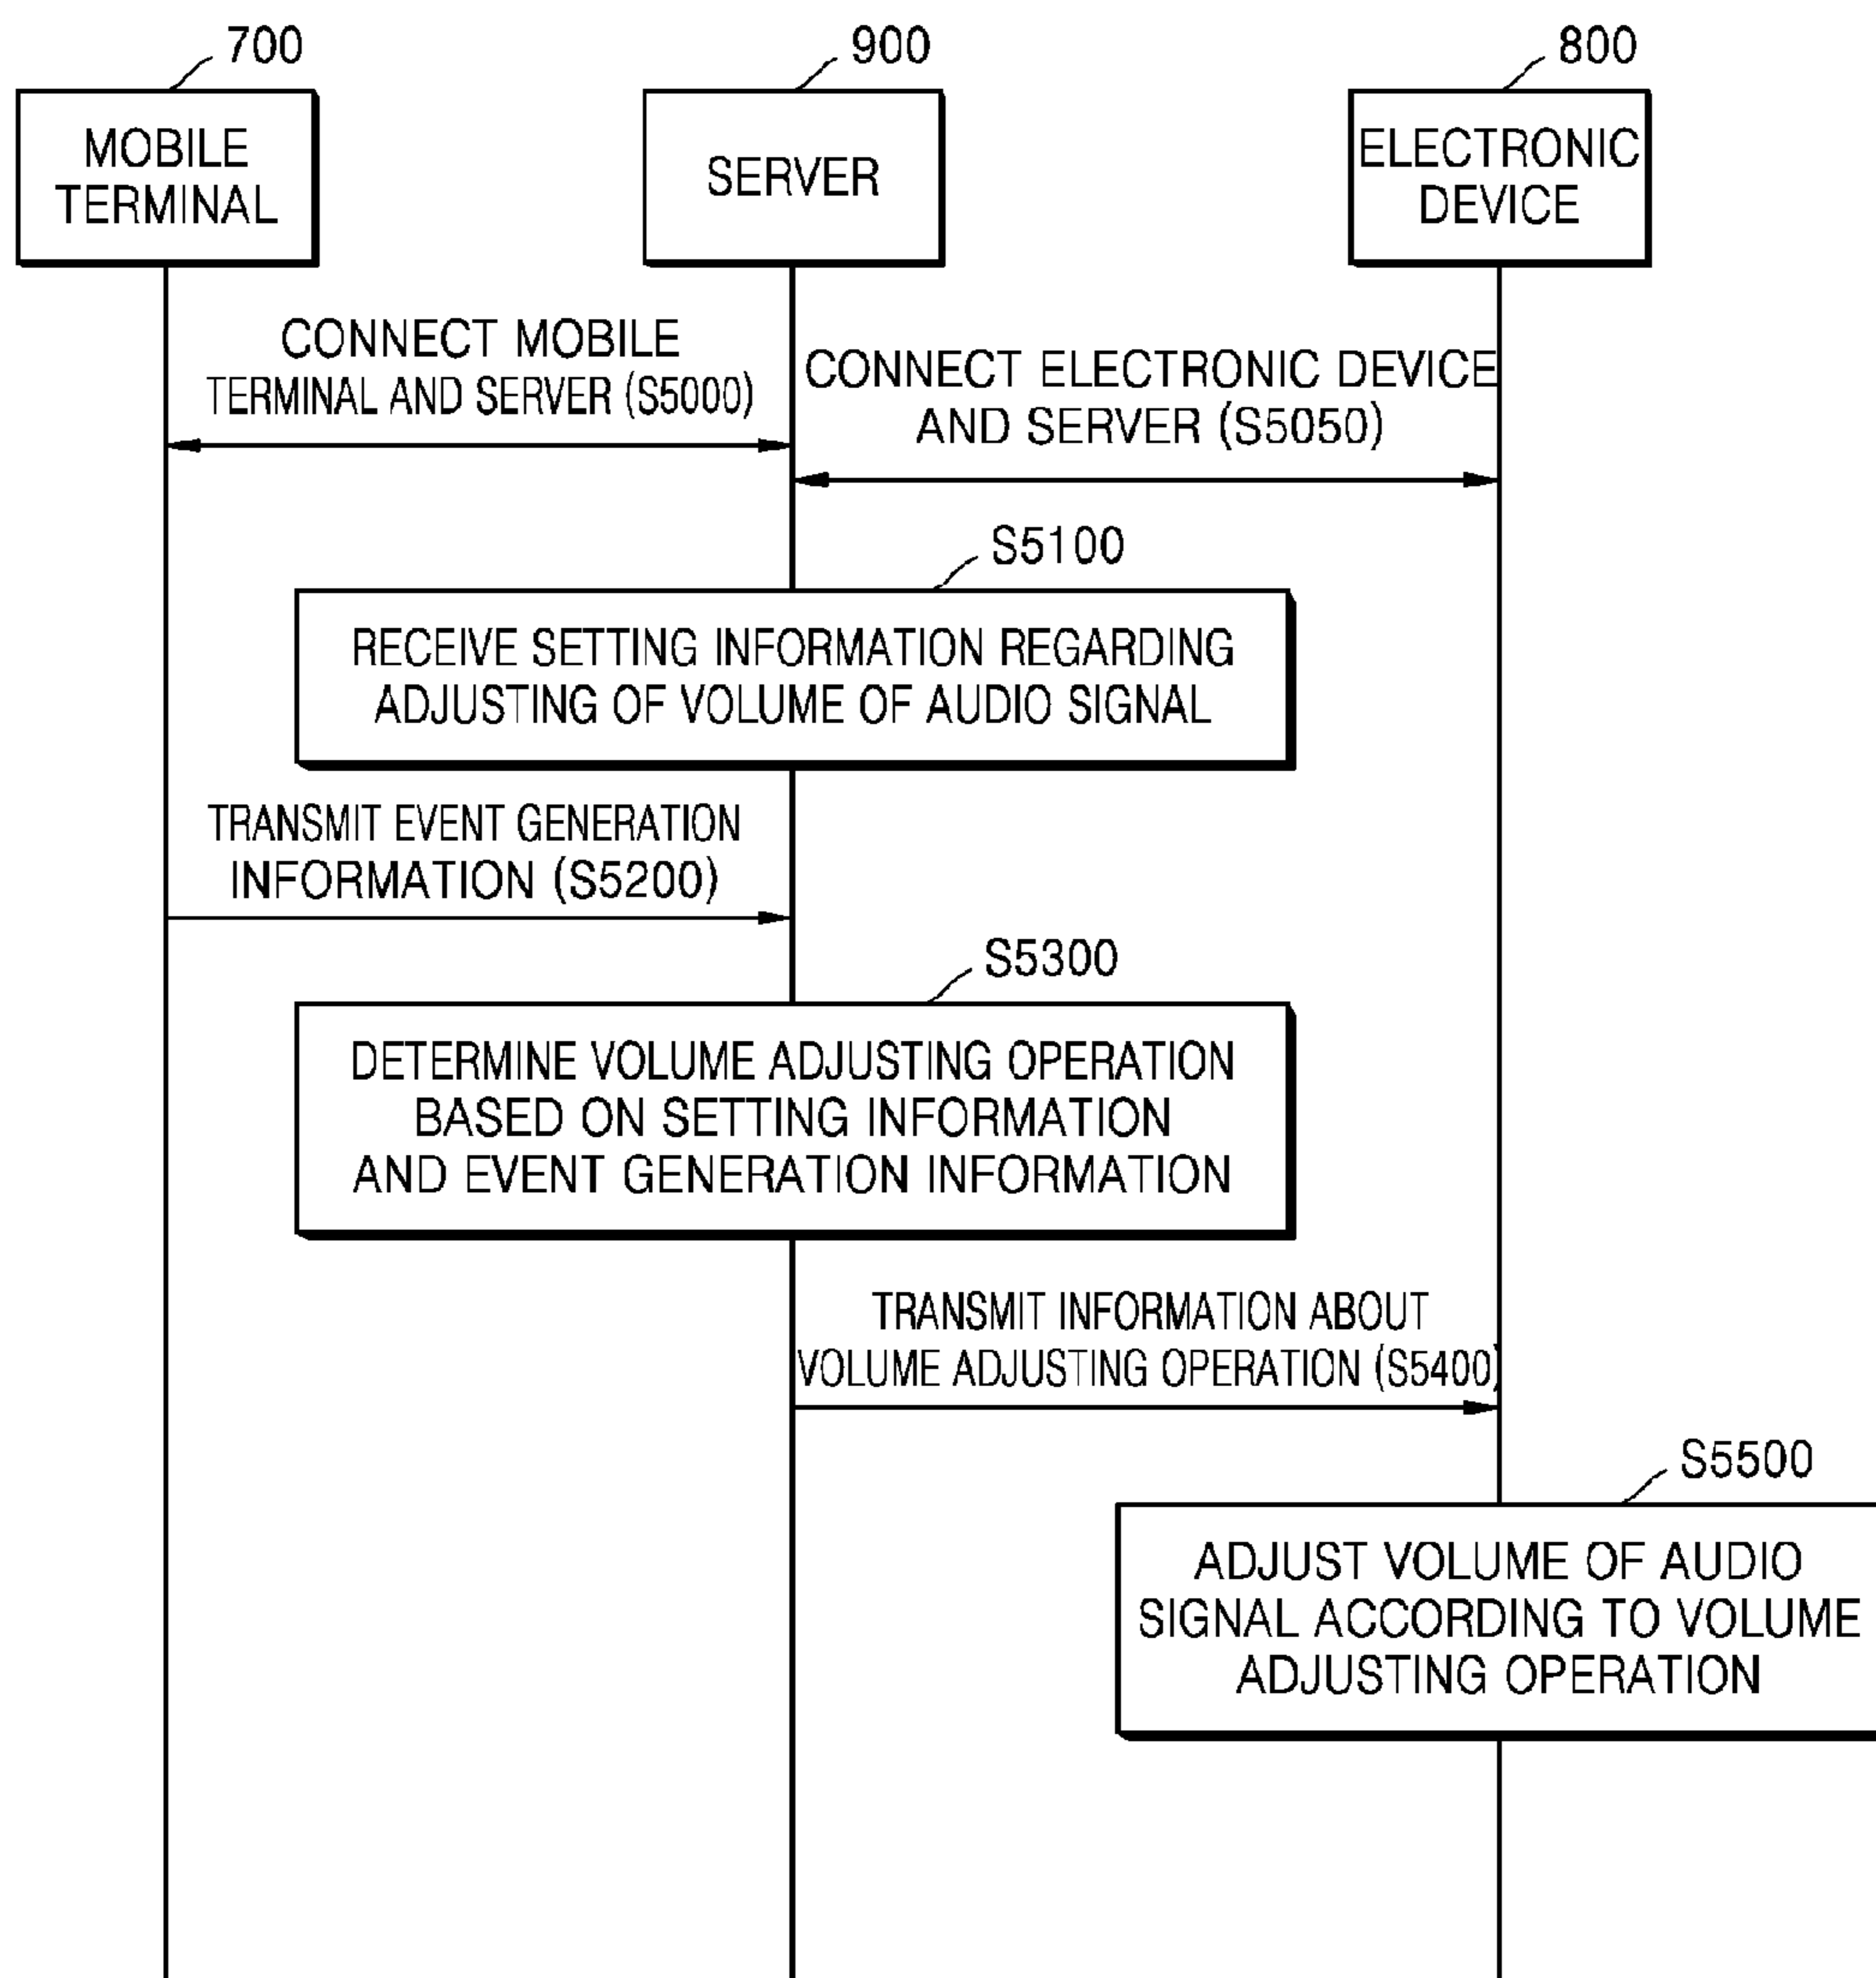 700
900
800
MOBILE
TERMINAL
SERVER
ELECTRONIC
DEVICE
CONNECT MOBILE
TERMINAL AND SERVER (S5000)
CONNECT ELECTRONIC DEVICE
AND SERVER (S5050)
S5100
RECEIVE SETTING INFORMATION REGARDING
ADJUSTING OF VOLUME OF AUDIO SIGNAL
TRANSMIT EVENT GENERATION
INFORMATION (S5200)
S5300
DETERMINE VOLUME ADJUSTING OPERATION
BASED ON SETTING INFORMATION
AND EVENT GENERATION INFORMATION
TRANSMIT INFORMATION ABOUT
VOLUME ADJUSTING OPERATION (S5400)
S5500
ADJUST VOLUME OF AUDIO
SIGNAL ACCORDING TO VOLUME
ADJUSTING OPERATION